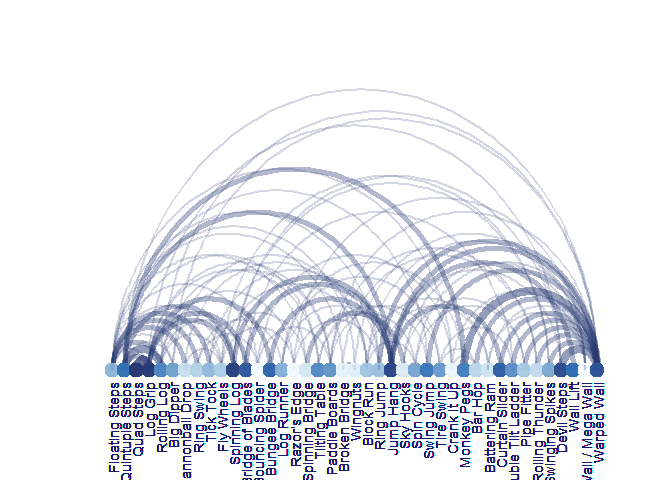 Floating Steps
Quintuple Steps
Quad Steps
Log Grip
Rolling Log
Big Dipper
annonball Drop
Ring Swing
Tick Tock
Fly Wheels
Spinning Log
ridge of Blades
ouncing Spider
Bungee Bridge
Log Runner
Razor's Edge
Spinning Bridge
Tilting Table
Paddle Boards
Broken Bridge
Wingnuts
Block Run
Ring Jump
Jump Hang
Sky Hooks
Spin Cycle
Swing Jump
Tire Swing
Crank It Up
Monkey Pegs
Bar Hop
Battering Ram
Curtain Slider
uble Tilt Ladder
Pipe Fitter
Rolling Thunder
Swinging Spikes
Devil Steps
Wall Lift
Wall / Mega Wall
Warped Wall